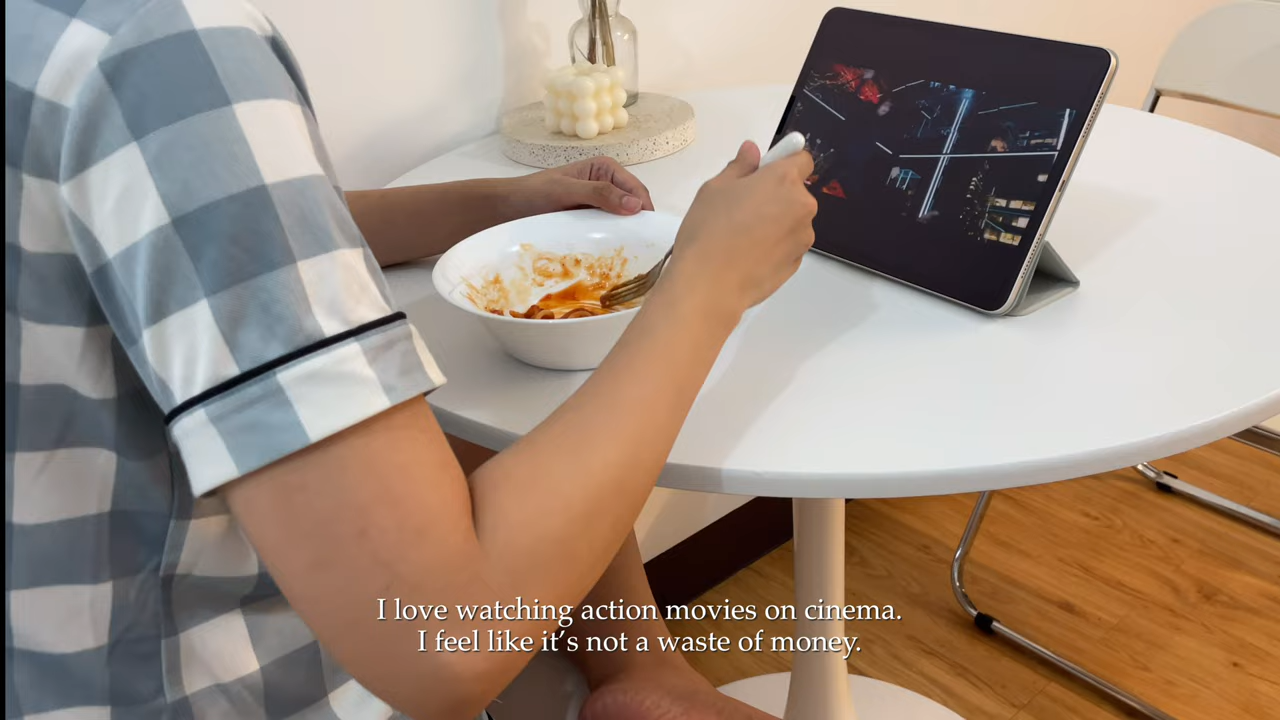 I love watching action movies on cinema.
I feel like it's not a waste of money.